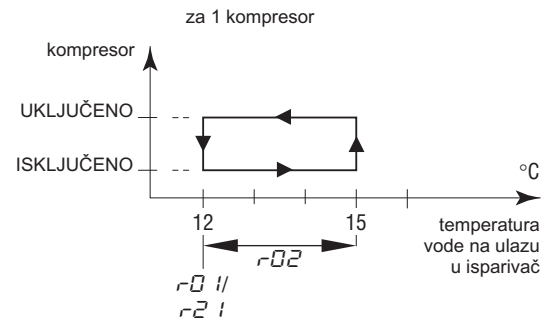 za 1 kompresor
kompresor
UKLJUČENO
ISKLJUČENO
°C
12
15
temperatura
vode na ulazu
u isparivač
r02
r01/
r21